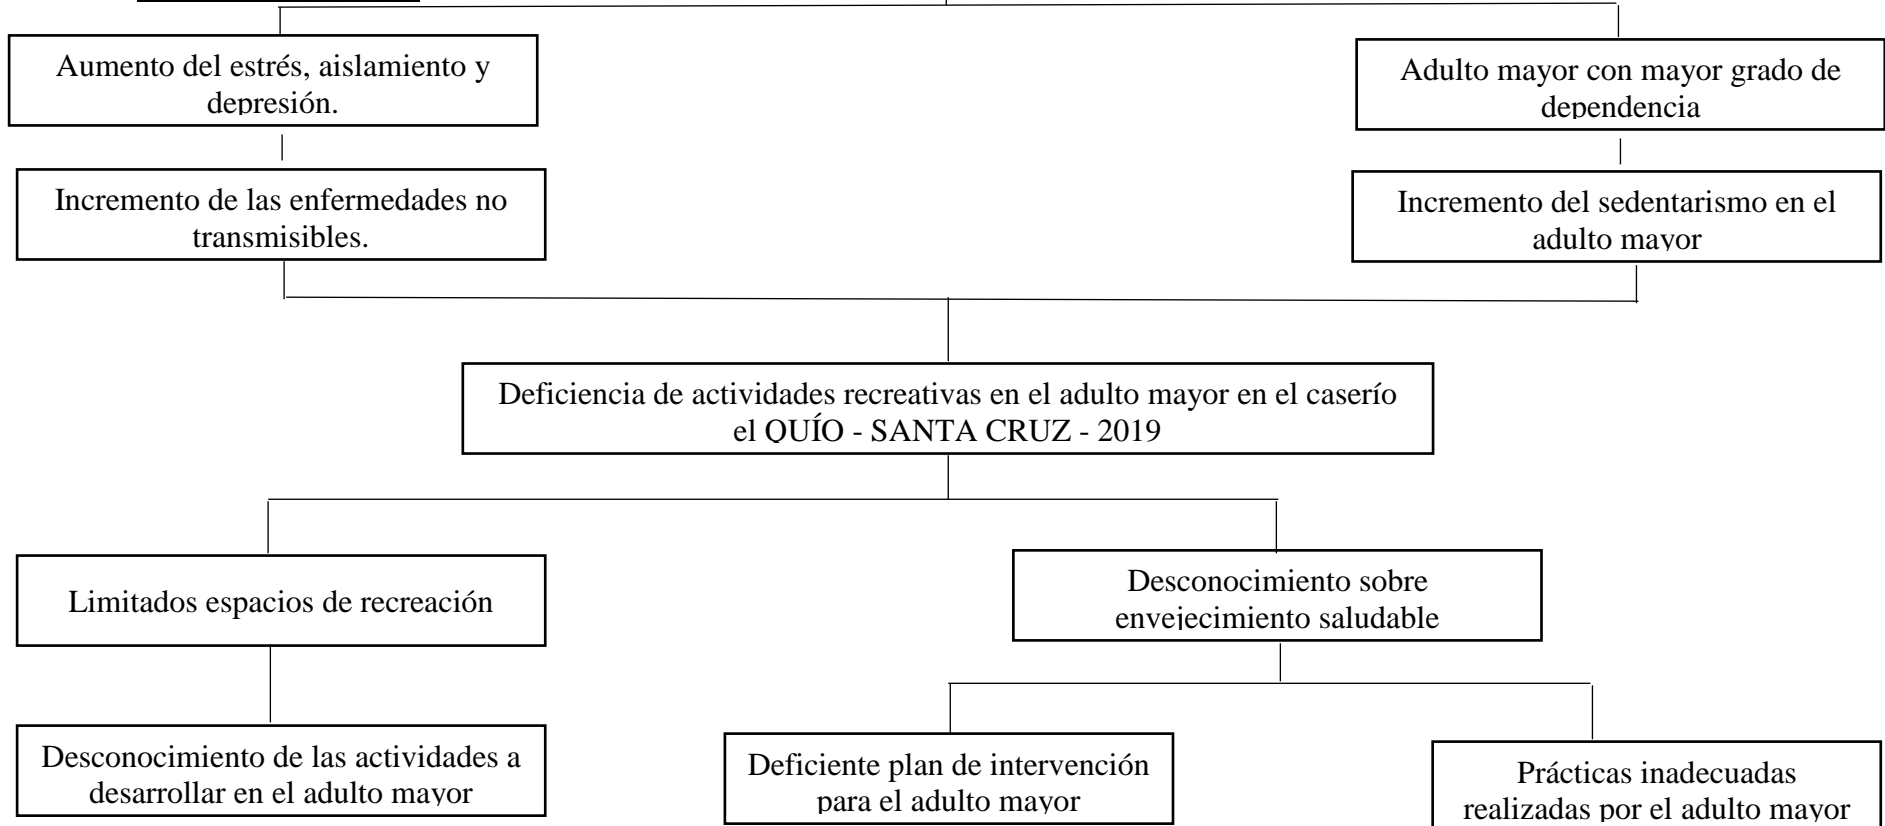 Aumento del estrés, aislamiento y
depresión.
Adulto mayor con mayor grado de
dependencia
Incremento de las enfermedades no
transmisibles.
Incremento del sedentarismo en el
adulto mayor
Deficiencia de actividades recreativas en el adulto mayor en el caserío
el QUÍO - SANTA CRUZ - 2019
Limitados espacios de recreación
Desconocimiento sobre
envejecimiento saludable
Desconocimiento de las actividades a
desarrollar en el adulto mayor
Deficiente plan de intervención
para el adulto mayor
Prácticas inadecuadas
realizadas por el adulto mayor